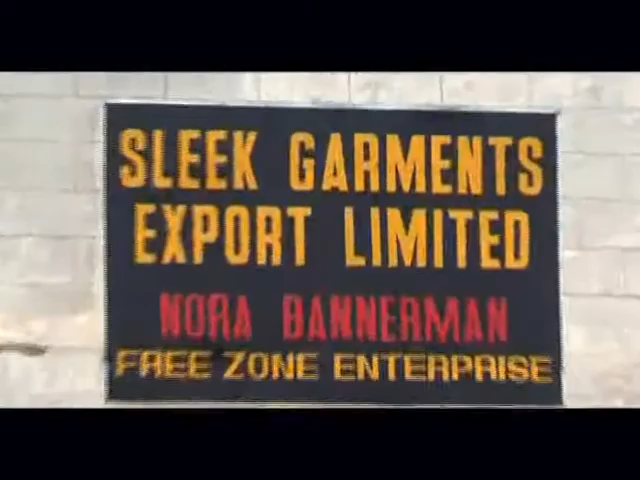 SLEEK GARMENTS
EXPORT LIMITED
NORA BANNERMAN
FREE ZONE ENTERPRISE